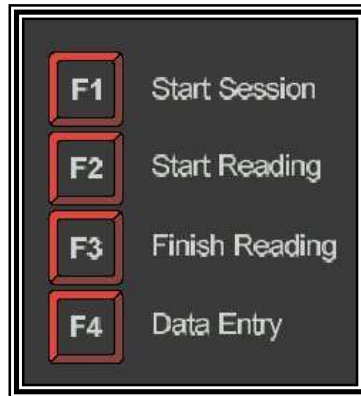 F1 Start Session
F2 Start Reading
F3 Finish Reading
F4 Data Entry